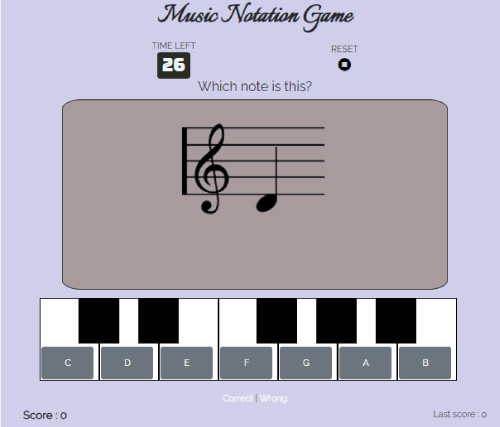 Music Notation Game
TIME LEFT
26
RESET
Which note is this?
C D E F G A B
Correct | Wrong
Score : 0
Last score : 0